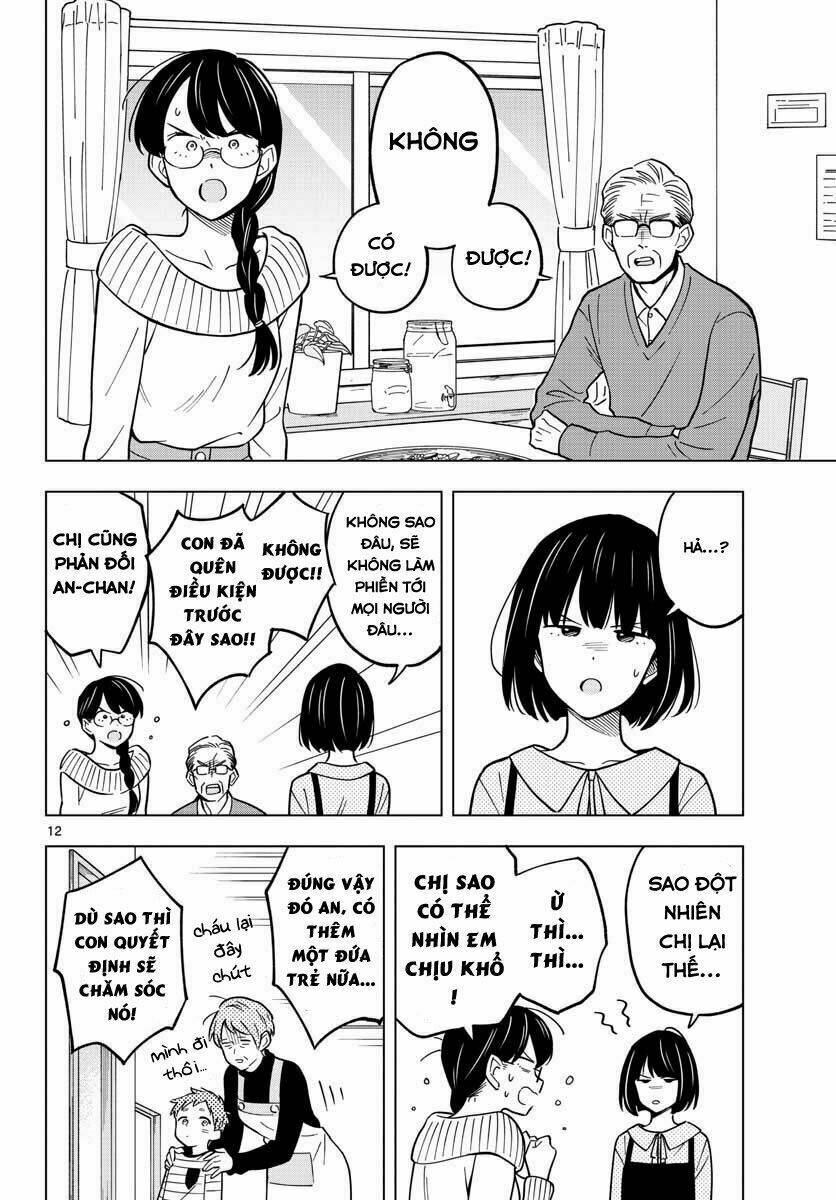 KHÔNG
CÓ
ĐƯỢC!
ĐƯỢC!
HẢ...?
KHÔNG SAO
ĐÂU, SẼ
KHÔNG LÀM
PHIỀN TỚI
MỌI NGƯỜI
ĐÂU...
KHÔNG
ĐƯỢC!!
CON ĐÃ
QUÊN
ĐIỀU KIỆN
TRƯỚC
ĐÂY SAO!!
CHỊ CŨNG
PHẢN ĐỐI
AN-CHAN!
12
SAO ĐỘT
NHIÊN
CHỊ LẠI
THẾ...
Ừ
THÌ...
THÌ...
CHỊ SAO
CÓ THỂ
NHÌN EM
CHỊU KHỔ
!
ĐÚNG VẬY
ĐÓ AN, CÓ
THÊM
MỘT ĐỨA
TRẺ NỮA...
cháu lại
đây
chút
DÙ SAO THÌ
CON QUYẾT
ĐỊNH SẼ
CHĂM SÓC
NÓ!
mình đi
thôi...